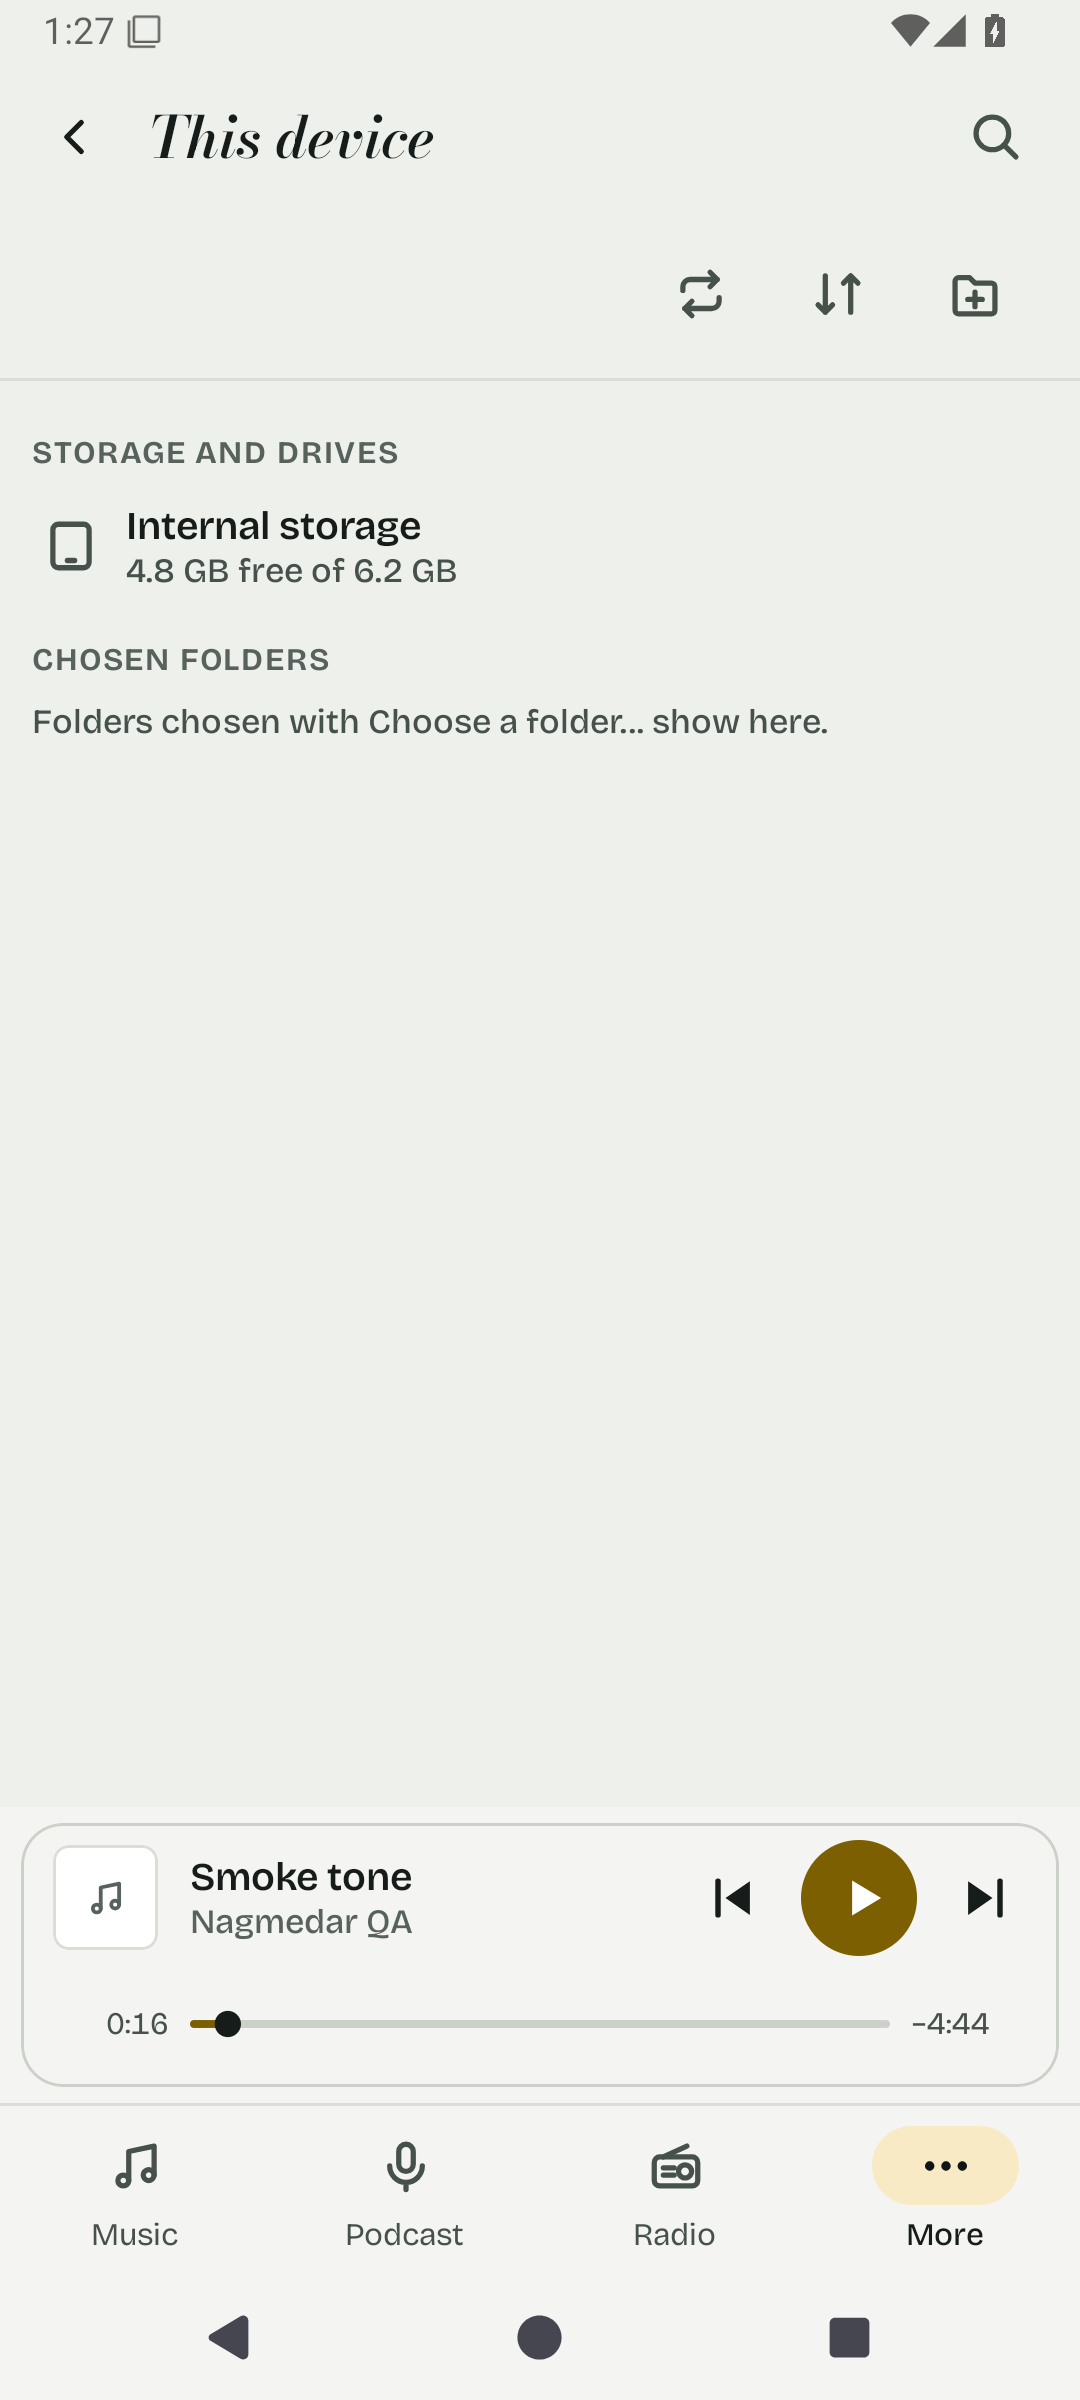 1:27
This device
STORAGE AND DRIVES
Internal storage
4.8 GB free of 6.2 GB
CHOSEN FOLDERS
Folders chosen with Choose a folder... show here.
Smoke tone
Nagmedar QA
0:16
-4:44
Music
Podcast
Radio
More